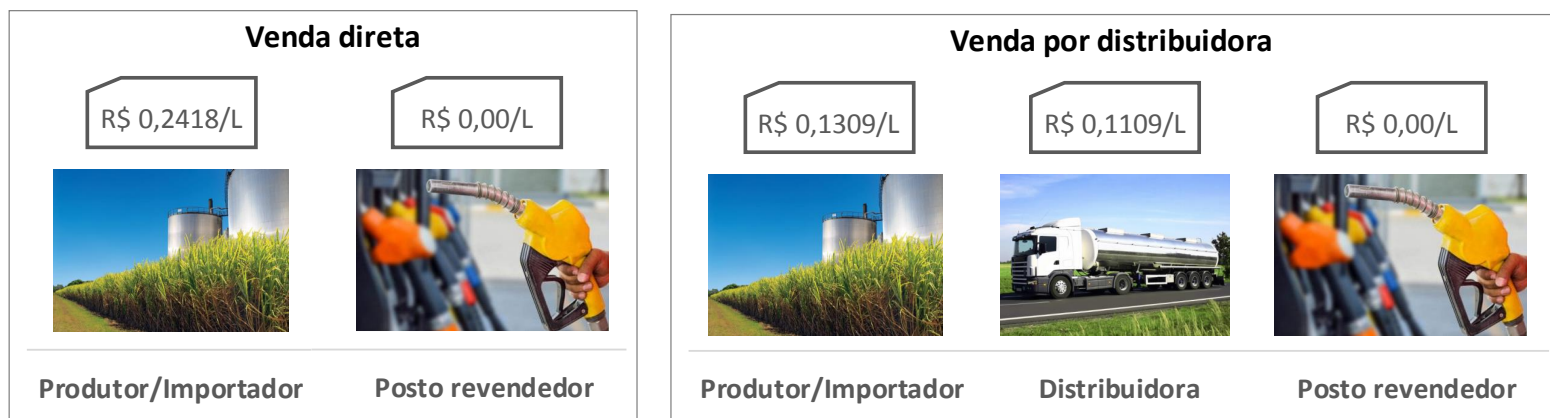 Venda direta
R$ 0,2418/L
R$ 0,00/L
Produtor/Importador
Posto revendedor
Venda por distribuidora
R$ 0,1309/L
R$ 0,1109/L
R$ 0,00/L
Produtor/Importador
Distribuidora
Posto revendedor